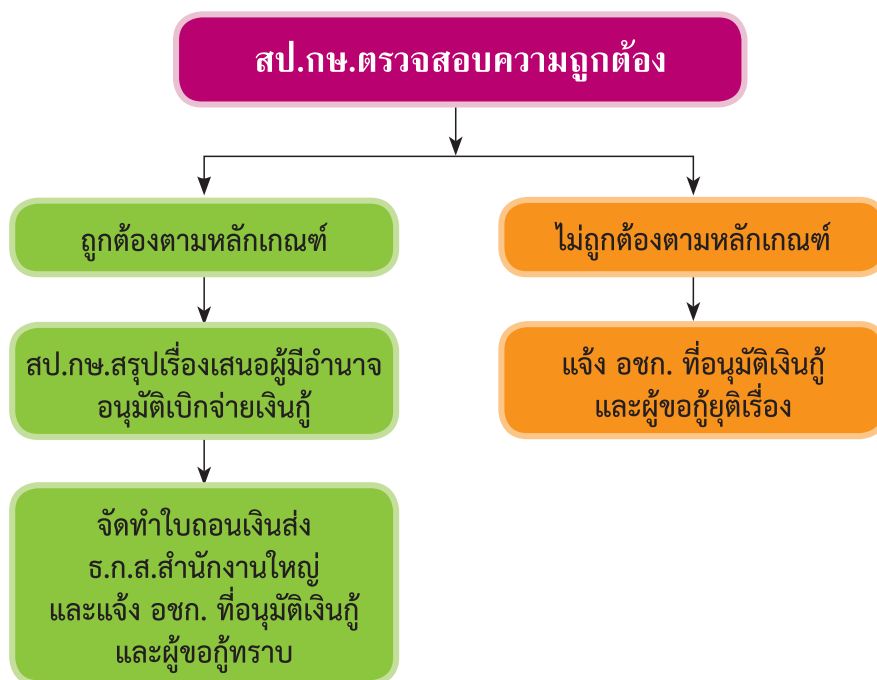 สป.กษ.ตรวจสอบความถูกต้อง
ถูกต้องตามหลักเกณฑ์
ไม่ถูกต้องตามหลักเกณฑ์
สป.กษ.สรุปเรื่องเสนอผู้มีอำนาจ
อนุมัติเบิกจ่ายเงินกู้
แจ้ง อชก. ที่อนุมัติเงินกู้
และผู้ขอกู้ยุติเรื่อง
จัดทำใบถอนเงินส่ง
ธ.ก.ส.สำนักงานใหญ่
และแจ้ง อชก. ที่อนุมัติเงินกู้
และผู้ขอกู้ทราบ